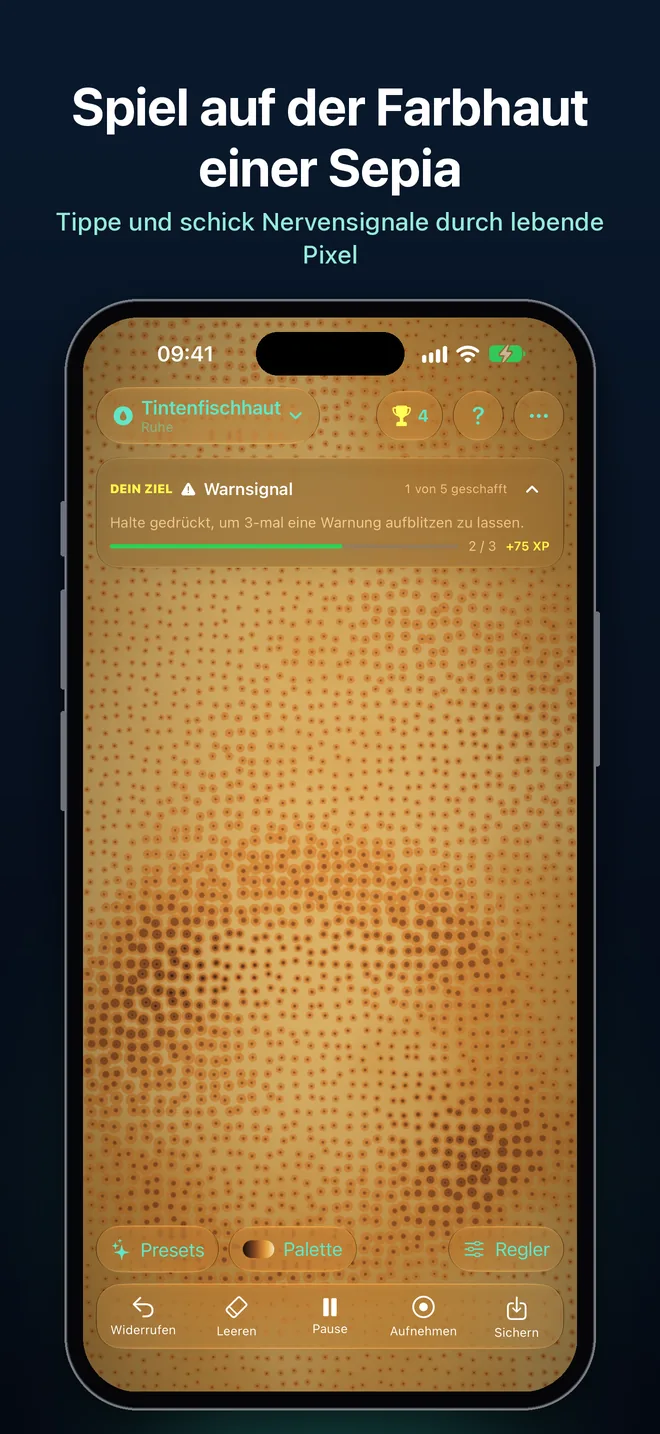 Spiel auf der Farbhaut
einer Sepia
Tippe und schick Nervensignale durch lebende
Pixel
09:41
Tintenfischhaut
Ruhe
4
?
DEIN ZIEL Warnsignal
1 von 5 geschafft
Halte gedrückt, um 3-mal eine Warnung aufblitzen zu lassen.
2 / 3 +75 XP
Presets
Palette
Regler
Widerrufen
Leeren
Pause
Aufnehmen
Sichern